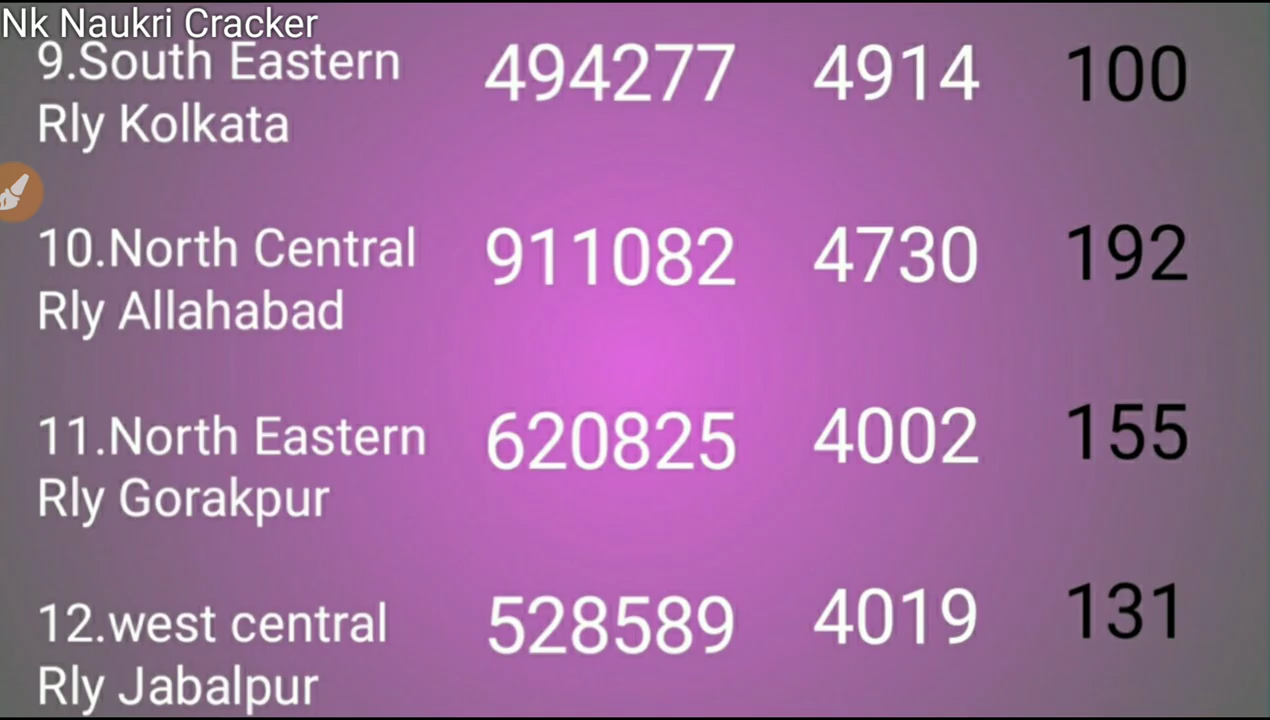 Nk Naukri Cracker
9.South Eastern 494277 4914 100
Rly Kolkata
10.North Central 911082 4730 192
Rly Allahabad
11.North Eastern 620825 4002 155
Rly Gorakpur
12.west central 528589 4019 131
Rly Jabalpur